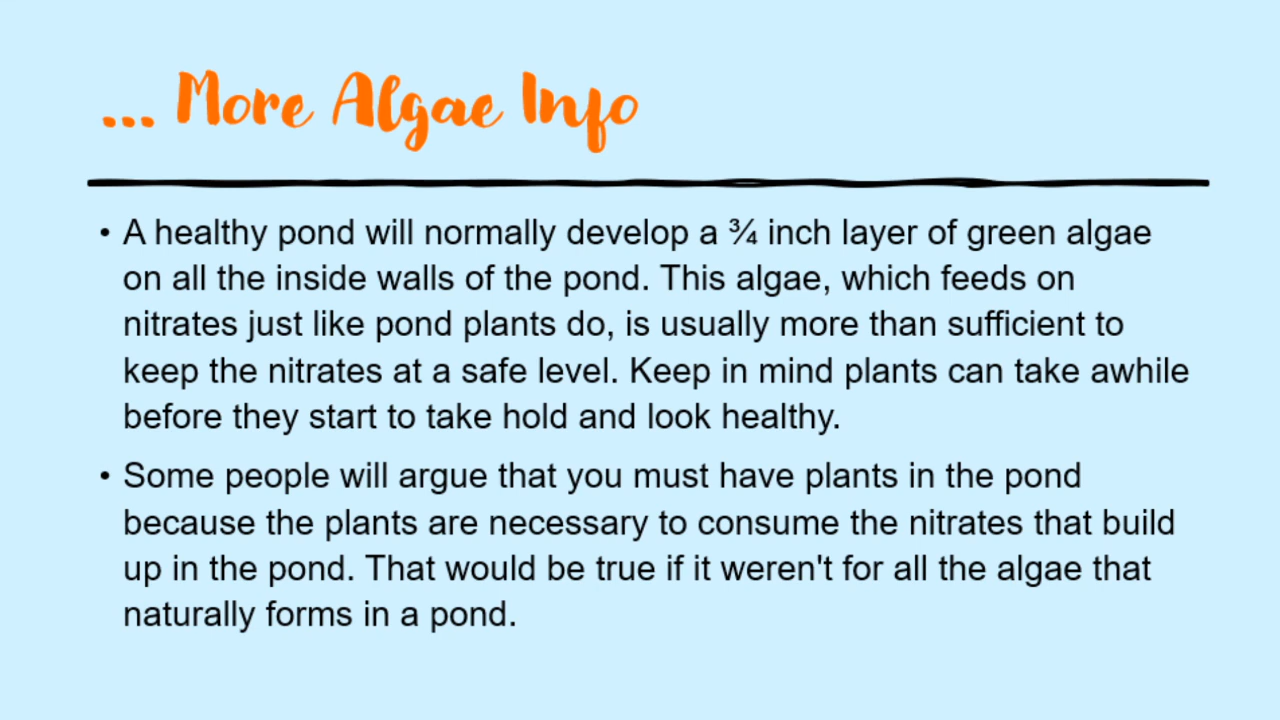 ... More Algae Info
• A healthy pond will normally develop a ¾ inch layer of green algae
on all the inside walls of the pond. This algae, which feeds on
nitrates just like pond plants do, is usually more than sufficient to
keep the nitrates at a safe level. Keep in mind plants can take awhile
before they start to take hold and look healthy.
• Some people will argue that you must have plants in the pond
because the plants are necessary to consume the nitrates that build
up in the pond. That would be true if it weren't for all the algae that
naturally forms in a pond.